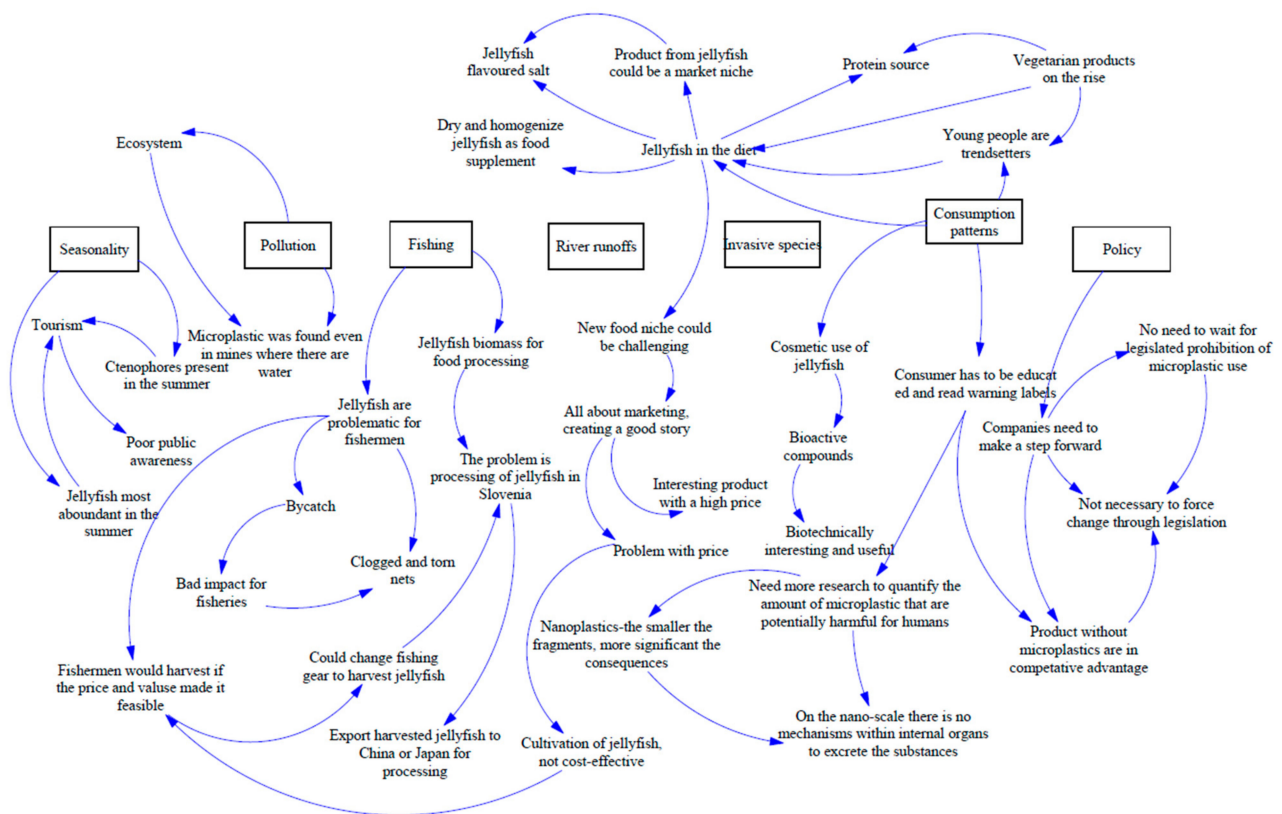 Jellyfish
flavoured salt
Product from jellyfish
could be a market niche
Protein source
Vegetarian products
on the rise
Dry and homogenize
jellyfish as food
supplement
Jellyfish in the diet
Young people are
trendsetters
Ecosystem
Seasonality
Pollution
Fishing
River runoffs
Invasive species
Consumption
patterns
Policy
Tourism
Ctenophores present
in the summer
Microplastic was found even
in mines where there are
water
Jellyfish biomass for
food processing
New food niche could
be challenging
Cosmetic use of
jellyfish
No need to wait for
legislated prohibition of
microplastic use
Consumer has to be educat
ed and read warning labels
Jellyfish are
problematic for
fishermen
All about marketing,
creating a good story
Companies need to
make a step forward
Poor public
awareness
Bioactive
compounds
The problem is
processing of jellyfish in
Slovenia
Jellyfish most
aboundant in the
summer
Bycatch
Interesting product
with a high price
Not necessary to force
change through legislation
Biotechnically
interesting and useful
Problem with price
Clogged and torn
nets
Bad impact for
fisheries
Need more research to quantify the
amount of microplastic that are
potentially harmful for humans
Nanoplastics-the smaller the
fragments, more significant the
consequences
Product without
microplastics are in
competative advantage
Fishermen would harvest if
the price and valuse made it
feasible
Could change fishing
gear to harvest jellyfish
Export harvested jellyfish to
China or Japan for
processing
Cultivation of jellyfish,
not cost-effective
On the nano-scale there is no
mechanisms within internal organs
to excrete the substances